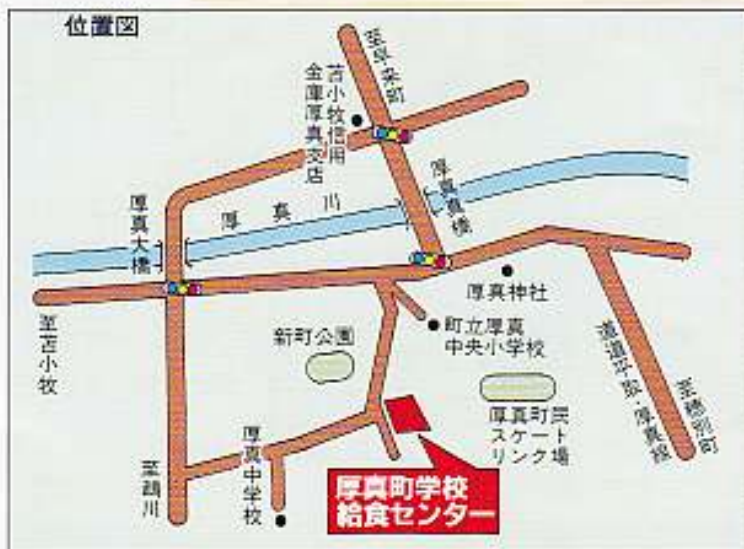 位置図
至早来町
苫小牧信用
金庫厚真支店
厚真大橋
厚真川
厚真橋
至苫小牧
新町公園
厚真神社
町立厚真
中央小学校
厚真町民
スケート
リンク場
道道平取・厚真線
至穂別町
至鵡川
厚真中学校
厚真町学校
給食センター